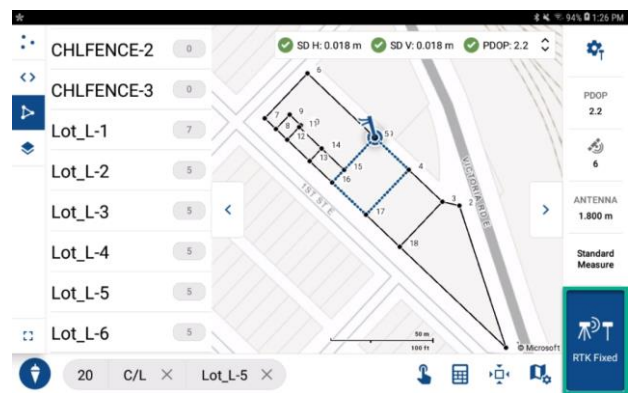 94% 1:26 PM
CHLFENCE-2 0
CHLFENCE-3 0
Lot_L-1 7
Lot_L-2 5
Lot_L-3 5
Lot_L-4 5
Lot_L-5 5
Lot_L-6 5
SD H: 0.018 m SD V: 0.018 m PDOP: 2.2
6
7
9
8
12
14
13
15
16
4
3
2
17
18
1
1ST ST E
VICTORIA RD E
50 m
100 ft
© Microsoft
PDOP
2.2
6
ANTENNA
1.800 m
Standard
Measure
RTK Fixed
20 C/L × Lot_L-5 ×